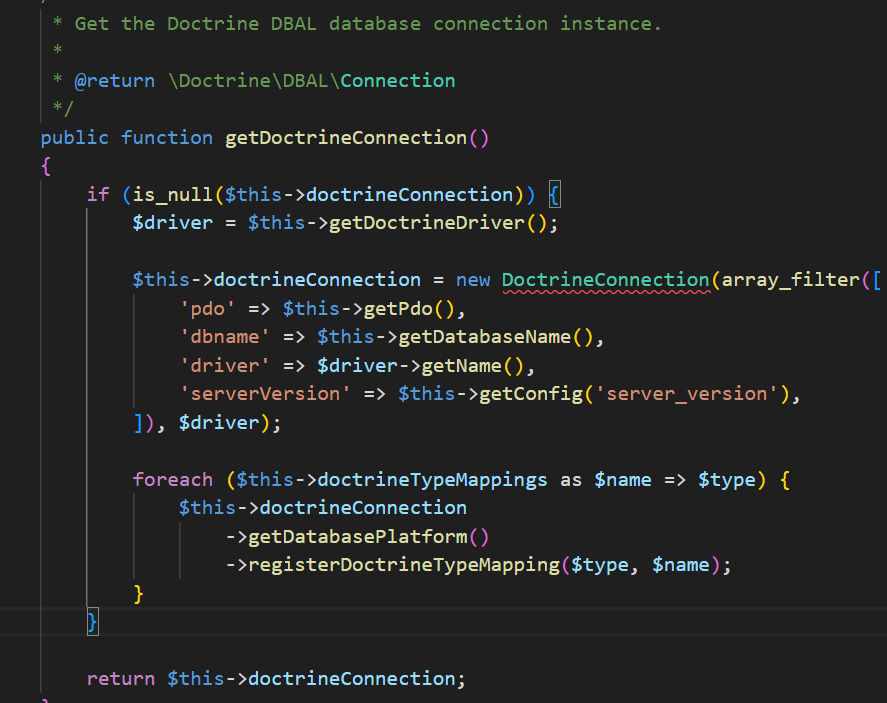 * Get the Doctrine DBAL database connection instance.
*
* @return \Doctrine\DBAL\Connection
*/
public function getDoctrineConnection()
{
if (is_null($this->doctrineConnection)) {
$driver = $this->getDoctrineDriver();
$this->doctrineConnection = new DoctrineConnection(array_filter([
'pdo' => $this->getPdo(),
'dbname' => $this->getDatabaseName(),
'driver' => $driver->getName(),
'serverVersion' => $this->getConfig('server_version'),
]), $driver);
foreach ($this->doctrineTypeMappings as $name => $type) {
$this->doctrineConnection
->getDatabasePlatform()
->registerDoctrineTypeMapping($type, $name);
}
}
return $this->doctrineConnection;